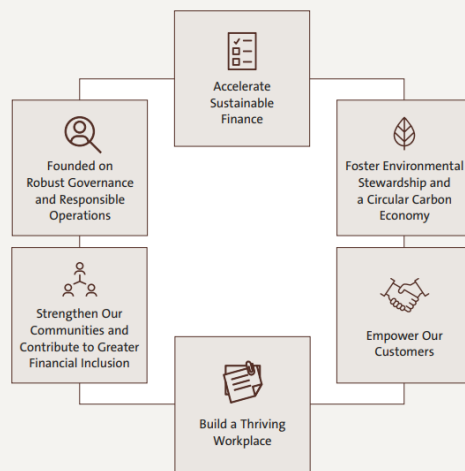 Accelerate
Sustainable
Finance
Founded on
Robust Governance
and Responsible
Operations
Foster Environmental
Stewardship and
a Circular Carbon
Economy
Strengthen Our
Communities and
Contribute to Greater
Financial Inclusion
Empower Our
Customers
Build a Thriving
Workplace